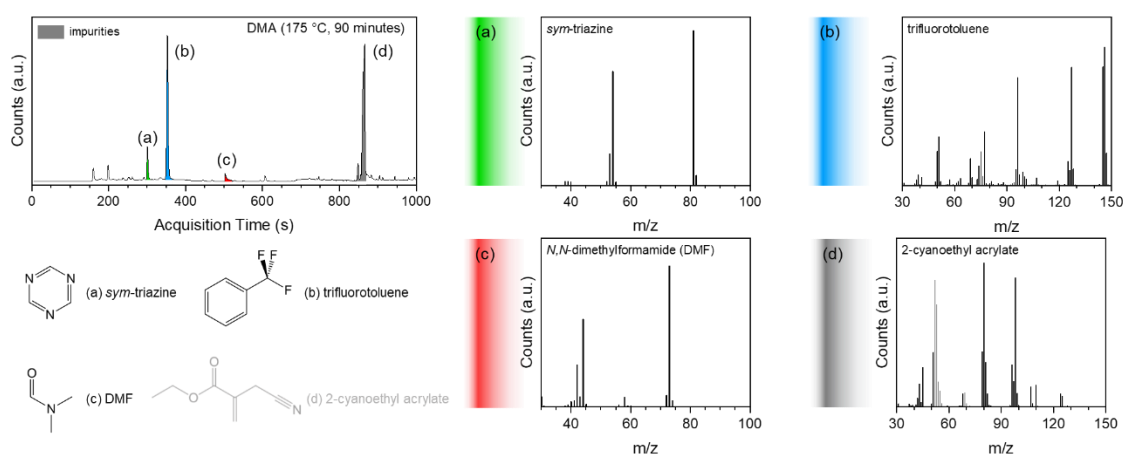 impurities
DMA (175 °C, 90 minutes)
(b)
(d)
(a)
(c)
Counts (a.u.)
0 200 400 600 800 1000
Acquisition Time (s)
(a)
sym-triazine
Counts (a.u.)
40 60 80 100
m/z
(b)
trifluorotoluene
Counts (a.u.)
30 60 90 120 150
m/z
N N N
(a) sym-triazine
F F F
(b) trifluorotoluene
O N
(c) DMF
O O N
(d) 2-cyanoethyl acrylate
(c)
N,N-dimethylformamide (DMF)
Counts (a.u.)
40 60 80 100
m/z
(d)
2-cyanoethyl acrylate
Counts (a.u.)
30 60 90 120 150
m/z